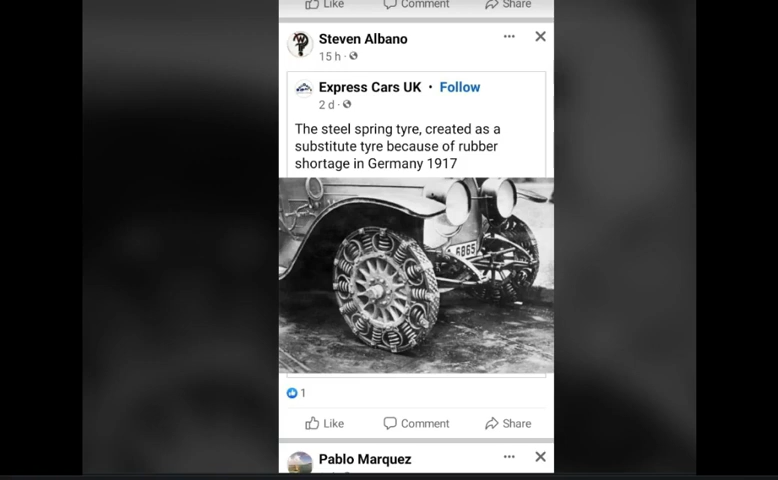 Like Comment Share
Steven Albano
15 h ·
Express Cars UK · Follow
2 d ·
The steel spring tyre, created as a
substitute tyre because of rubber
shortage in Germany 1917
6865
1
Like Comment Share
Pablo Marquez